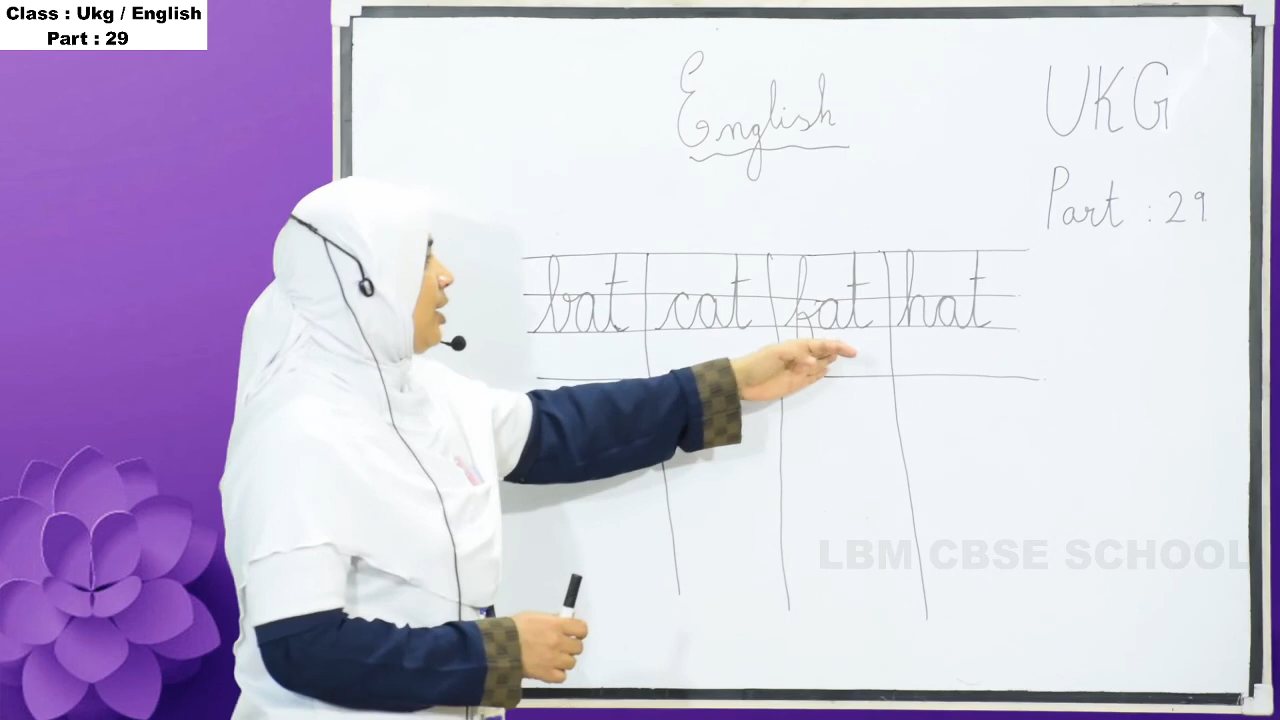 Class : Ukg / English
Part : 29
English
UKG
Part : 29
bat cat fat hat
LBM CBSE SCHOOL